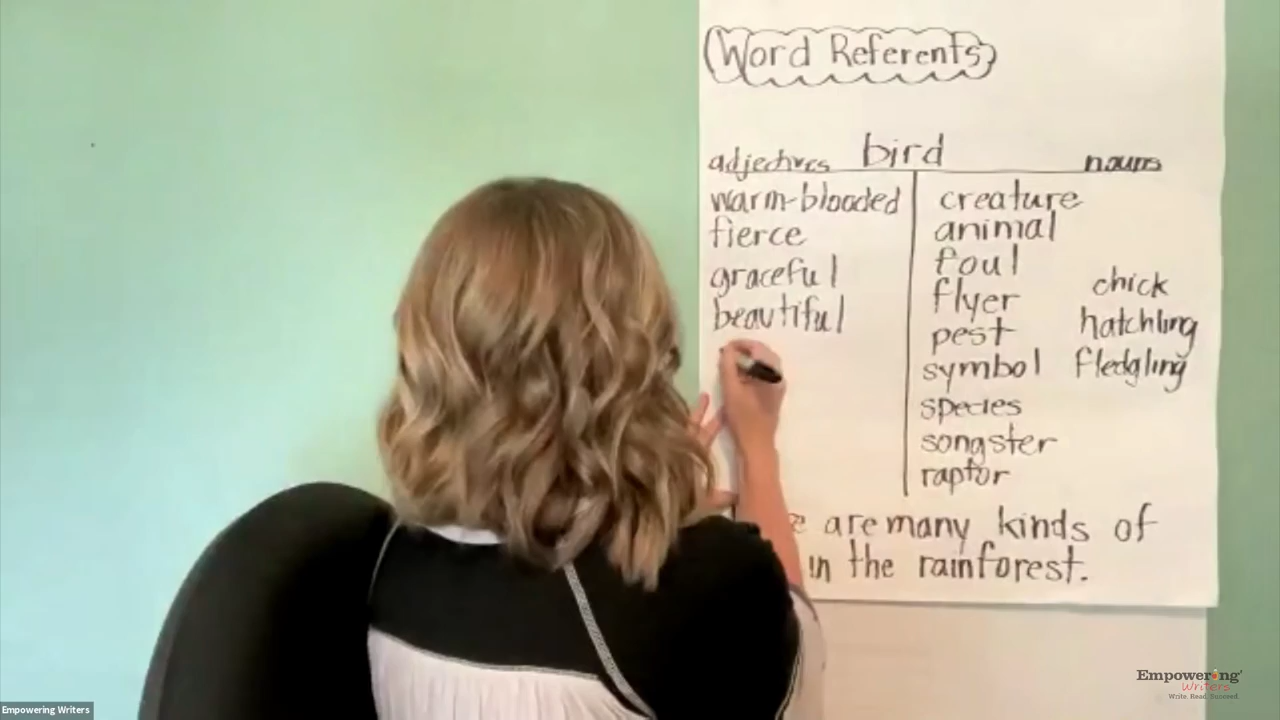 Word Referents
bird
adjectives
nouns
warm-blooded
fierce
graceful
beautiful
creature
animal
foul
flyer
pest
symbol
species
songster
raptor
chick
hatchling
fledgling
are many kinds of
in the rainforest.
Empowering
Writers
Write. Read. Succeed.
Empowering Writers